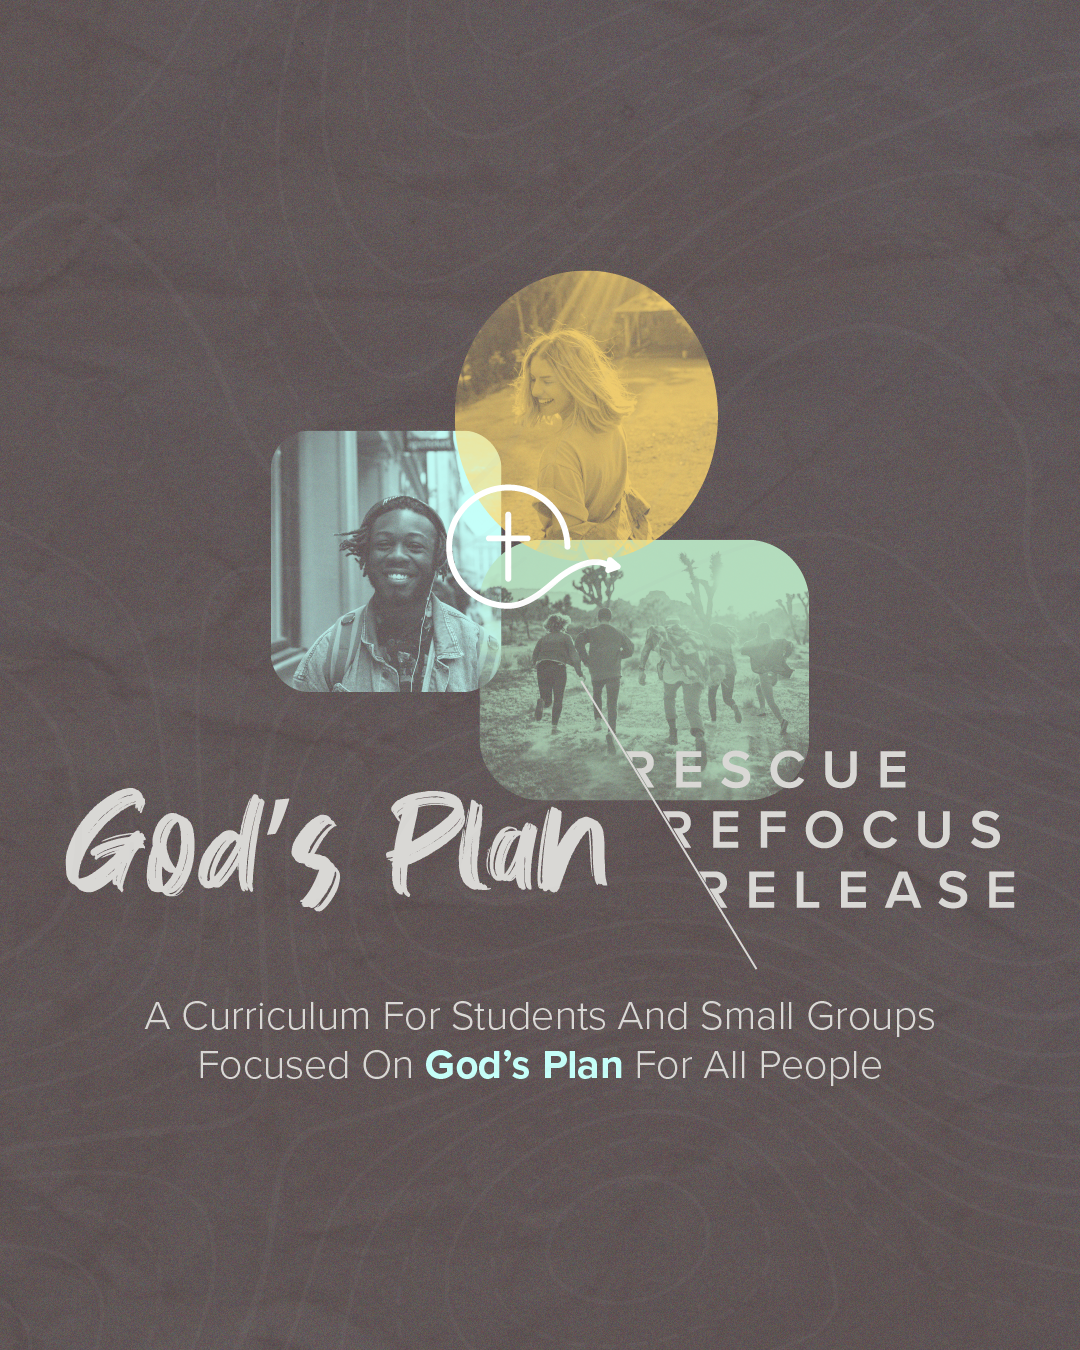 God's Plan
RESCUE
REFOCUS
RELEASE
A Curriculum For Students And Small Groups
Focused On God's Plan For All People